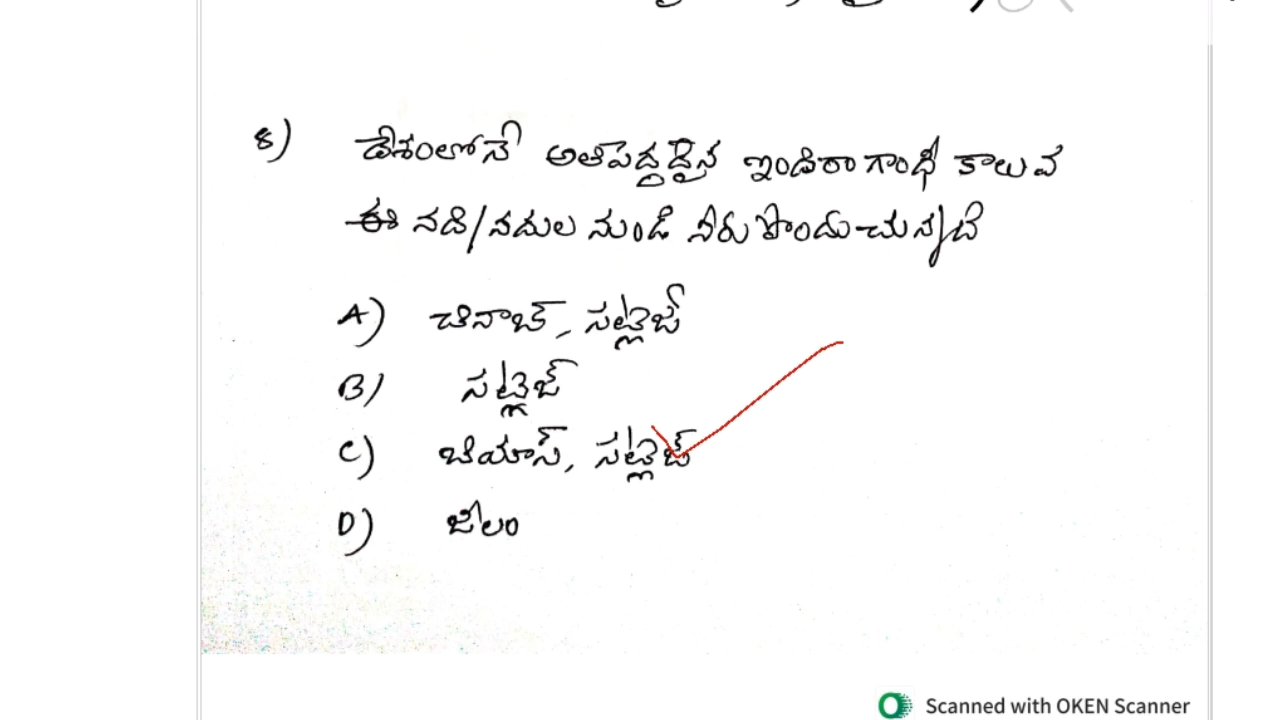 8) దేశంలోనే అతిపెద్దదైన ఇందిరా గాంధీ కాలువ
ఈ నది/నదుల నుండి నీరు పొందుచున్నది
A) చినాబ్, సట్లెజ్
B) సట్లెజ్
C) బియాస్, సట్లెజ్
D) జీలం
Scanned with OKEN Scanner